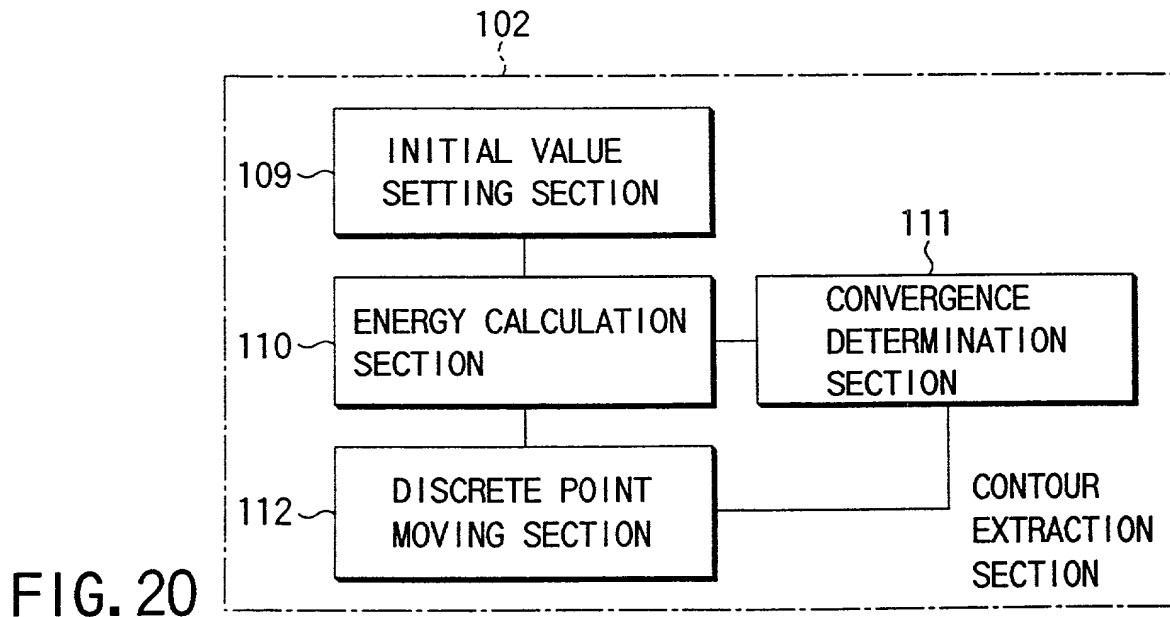 102
109
INITIAL VALUE
SETTING SECTION
111
110
ENERGY CALCULATION
SECTION
CONVERGENCE
DETERMINATION
SECTION
112
DISCRETE POINT
MOVING SECTION
CONTOUR
EXTRACTION
SECTION
FIG. 20